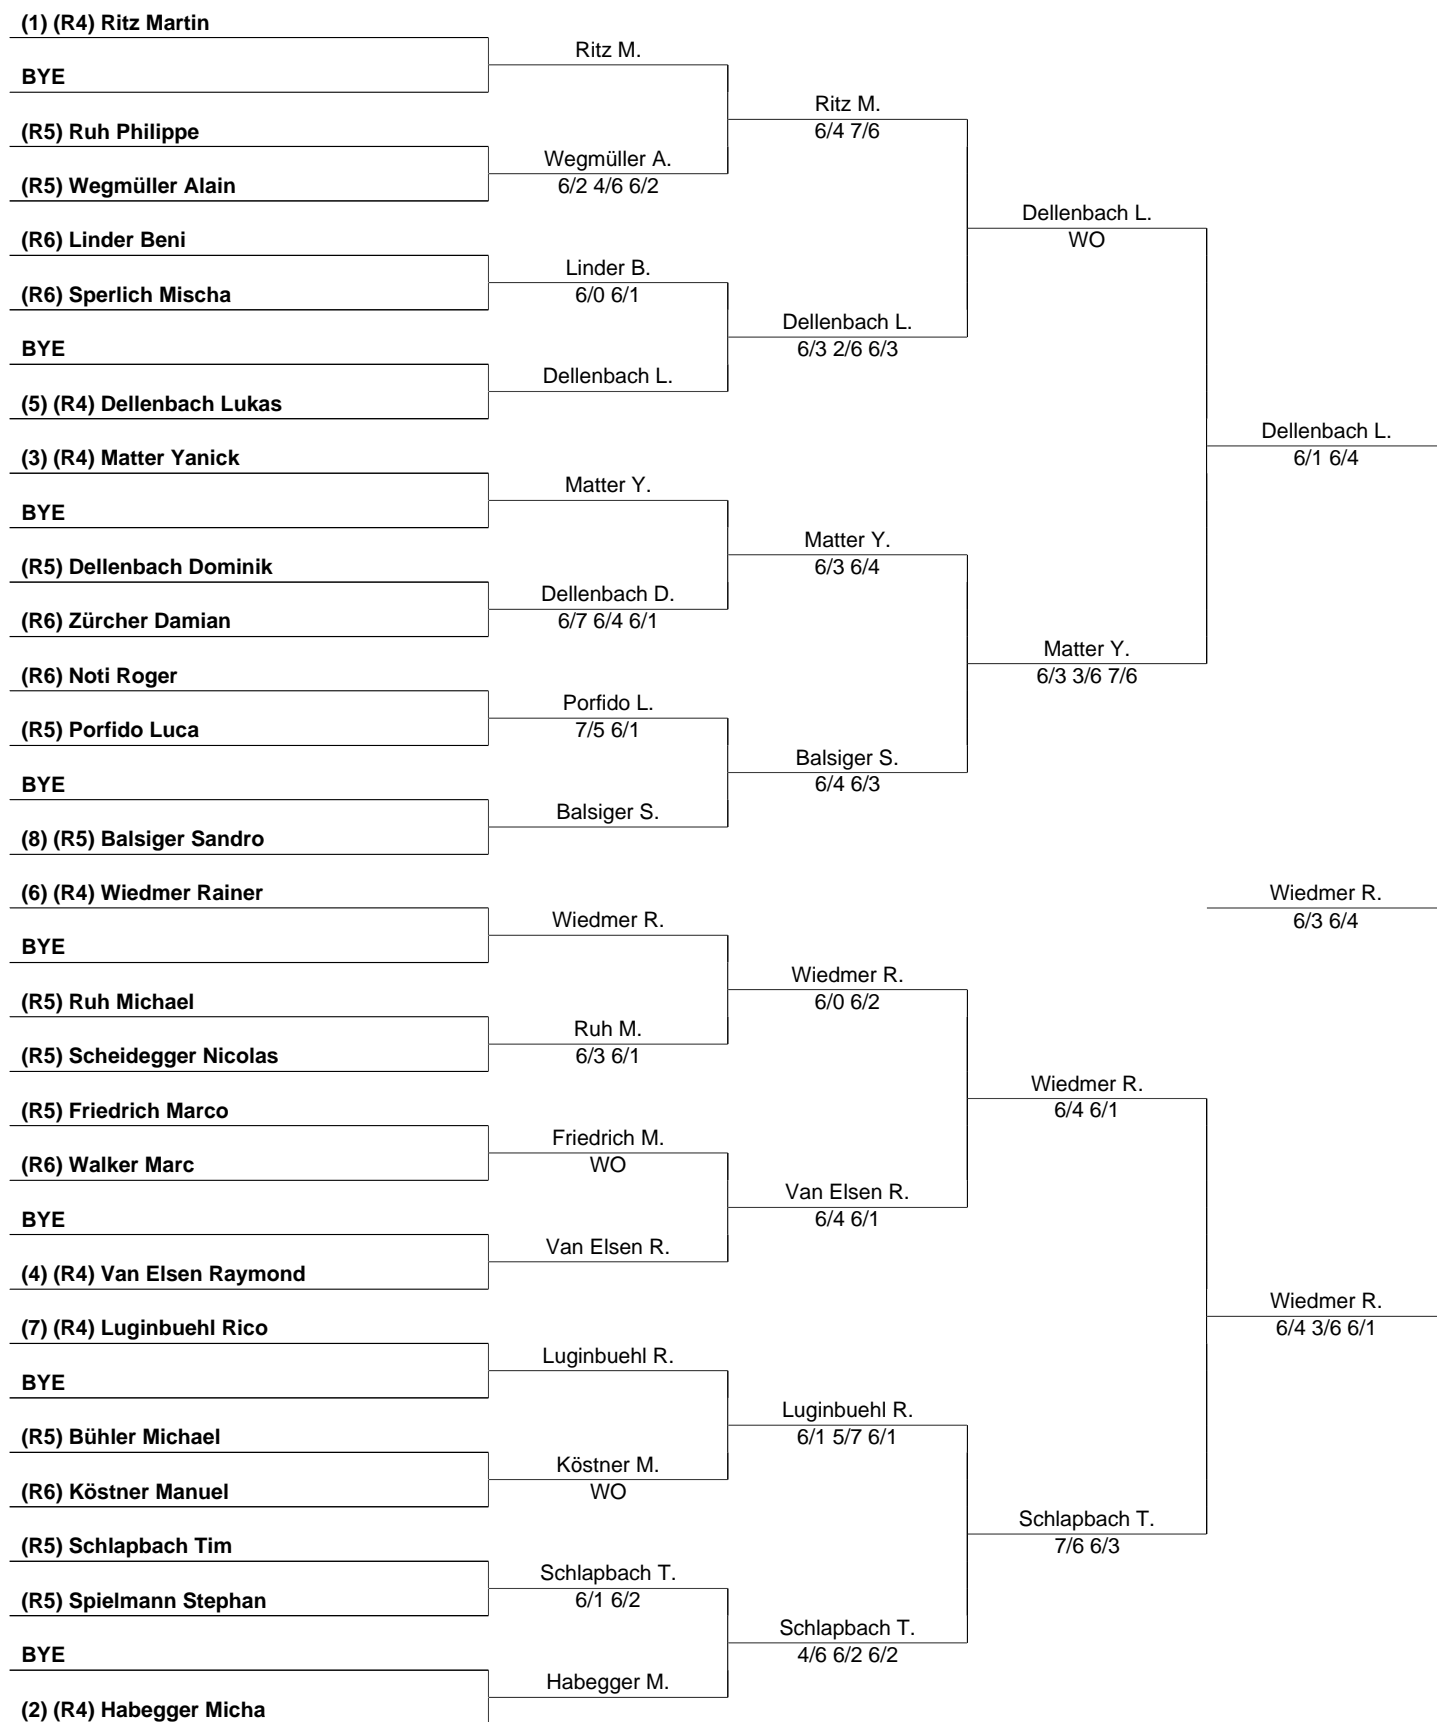 (1) (R4) Ritz Martin
Ritz M.
BYE
Ritz M.
6/4 7/6
(R5) Ruh Philippe
Wegmüller A.
6/2 4/6 6/2
(R5) Wegmüller Alain
Dellenbach L.
WO
(R6) Linder Beni
Linder B.
6/0 6/1
(R6) Sperlich Mischa
Dellenbach L.
6/3 2/6 6/3
BYE
Dellenbach L.
(5) (R4) Dellenbach Lukas
Dellenbach L.
6/1 6/4
(3) (R4) Matter Yanick
Matter Y.
BYE
Matter Y.
6/3 6/4
(R5) Dellenbach Dominik
Dellenbach D.
6/7 6/4 6/1
(R6) Zürcher Damian
Matter Y.
6/3 3/6 7/6
(R6) Noti Roger
Porfido L.
7/5 6/1
(R5) Porfido Luca
Balsiger S.
6/4 6/3
BYE
Balsiger S.
(8) (R5) Balsiger Sandro
(6) (R4) Wiedmer Rainer
Wiedmer R.
6/3 6/4
Wiedmer R.
BYE
Wiedmer R.
6/0 6/2
(R5) Ruh Michael
Ruh M.
6/3 6/1
(R5) Scheidegger Nicolas
Wiedmer R.
6/4 6/1
(R5) Friedrich Marco
Friedrich M.
WO
(R6) Walker Marc
Van Elsen R.
6/4 6/1
BYE
Van Elsen R.
(4) (R4) Van Elsen Raymond
Wiedmer R.
6/4 3/6 6/1
(7) (R4) Luginbuehl Rico
Luginbuehl R.
BYE
Luginbuehl R.
6/1 5/7 6/1
(R5) Bühler Michael
Köstner M.
WO
(R6) Köstner Manuel
Schlapbach T.
7/6 6/3
(R5) Schlapbach Tim
Schlapbach T.
6/1 6/2
(R5) Spielmann Stephan
Schlapbach T.
4/6 6/2 6/2
BYE
Habegger M.
(2) (R4) Habegger Micha